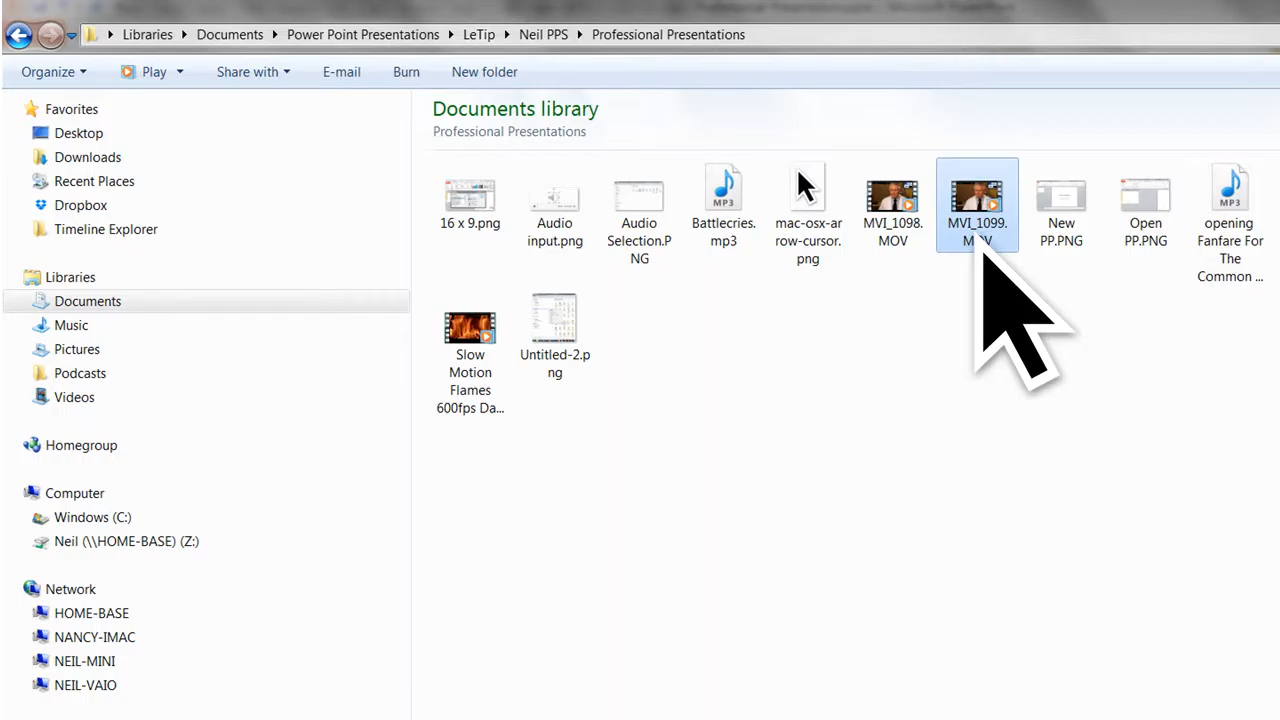 Libraries Documents Power Point Presentations LeTip Neil PPS Professional Presentations
Organize Play Share with E-mail Burn New folder
Favorites
Desktop
Downloads
Recent Places
Dropbox
Timeline Explorer
Libraries
Documents
Music
Pictures
Podcasts
Videos
Homegroup
Computer
Windows (C:)
Neil (\\HOME-BASE) (Z:)
Network
HOME-BASE
NANCY-IMAC
NEIL-MINI
NEIL-VAIO
Documents library
Professional Presentations
16 x 9.png
Audio
input.png
Audio
Selection.P
NG
MP3
Battlecries.
mp3
mac-osx-ar
row-cursor.
png
MVI_1098.
MOV
MVI_1099.
MOV
New
PP.PNG
Open
PP.PNG
MP3
opening
Fanfare For
The
Common ...
Slow
Motion
Flames
600fps Da...
Untitled-2.p
ng